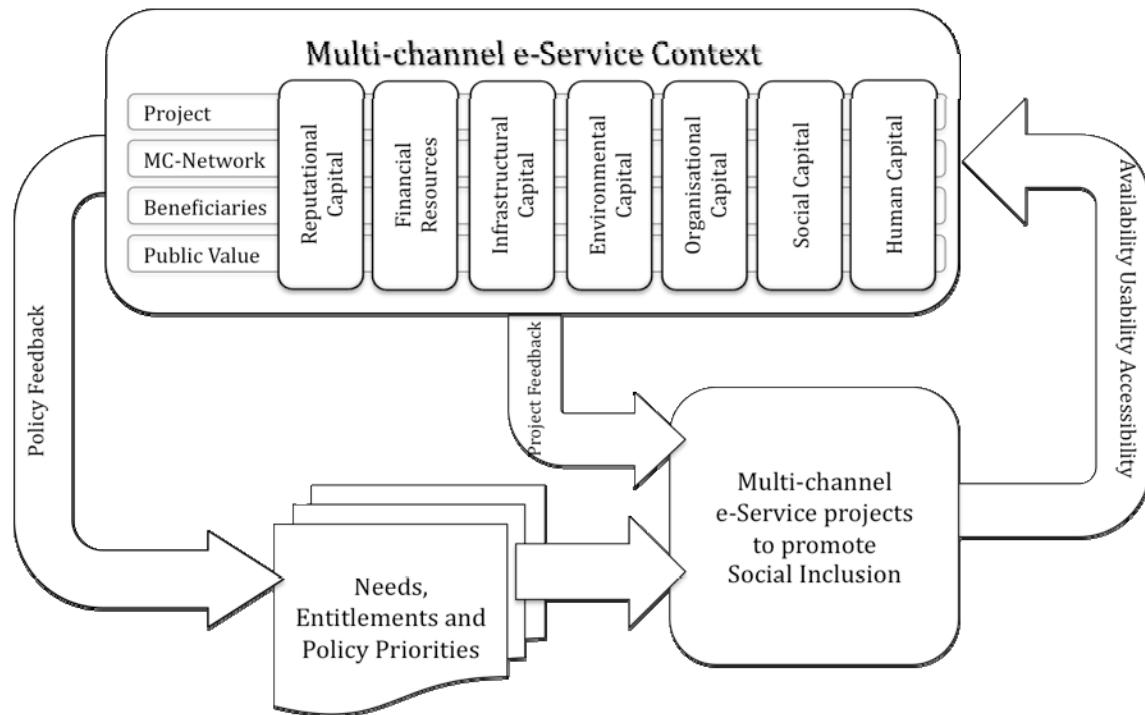 Multi-channel e-Service Context
Project
MC-Network
Beneficiaries
Public Value
Reputational
Capital
Financial
Resources
Infrastructural
Capital
Environmental
Capital
Organisational
Capital
Social Capital
Human Capital
Policy Feedback
Project Feedback
Availability Usability Accessibility
Needs,
Entitlements and
Policy Priorities
Multi-channel
e-Service projects
to promote
Social Inclusion